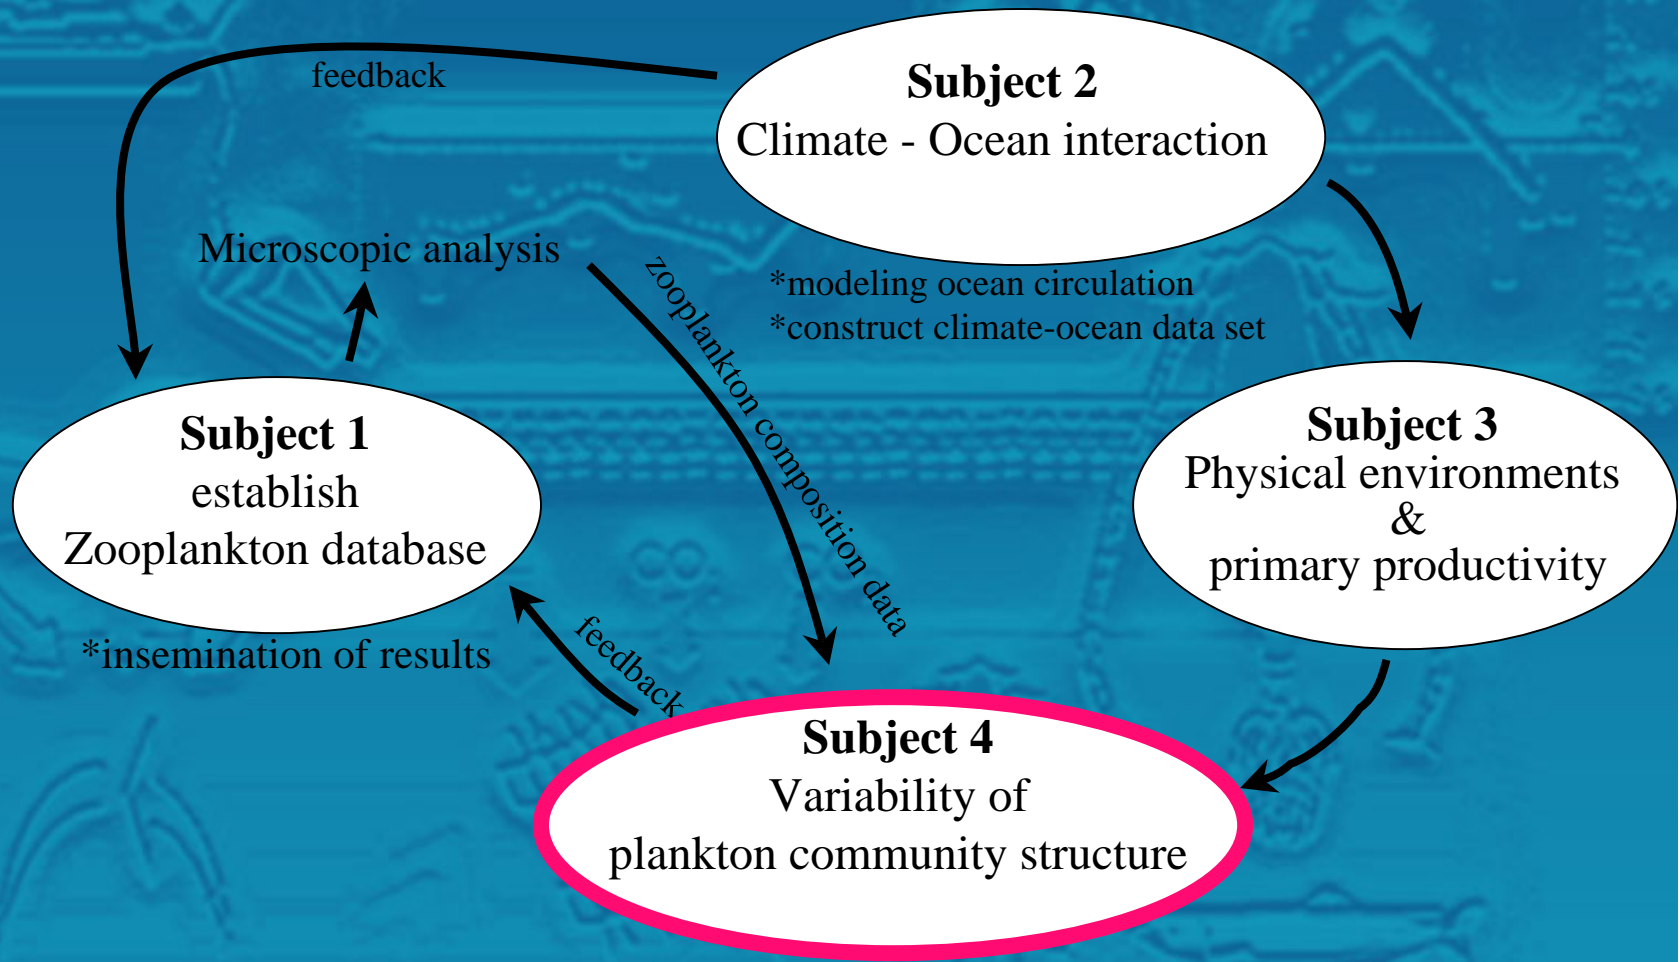 feedback
Subject 2
Climate - Ocean interaction
Microscopic analysis
*modeling ocean circulation
*construct climate-ocean data set
zooplankton composition data
Subject 1
establish
Zooplankton database
*insemination of results
feedback
Subject 3
Physical environments
&
primary productivity
Subject 4
Variability of
plankton community structure